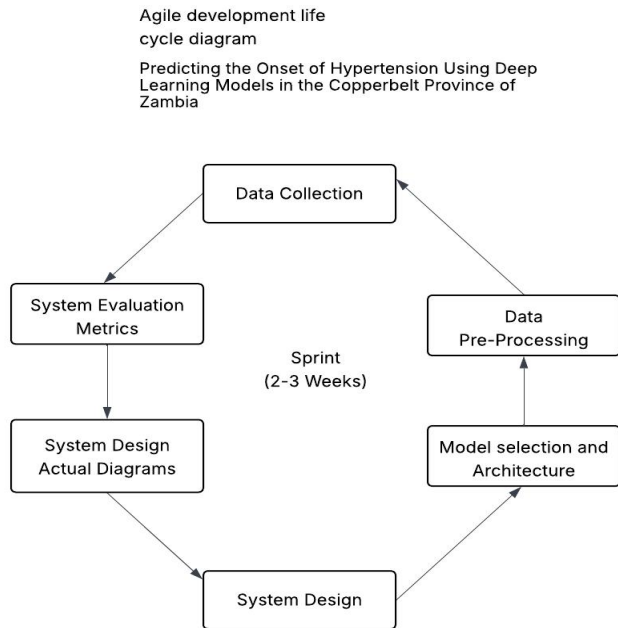 Agile development life
cycle diagram
Predicting the Onset of Hypertension Using Deep
Learning Models in the Copperbelt Province of
Zambia
Data Collection
System Evaluation
Metrics
Data
Pre-Processing
Sprint
(2-3 Weeks)
System Design
Actual Diagrams
Model selection and
Architecture
System Design